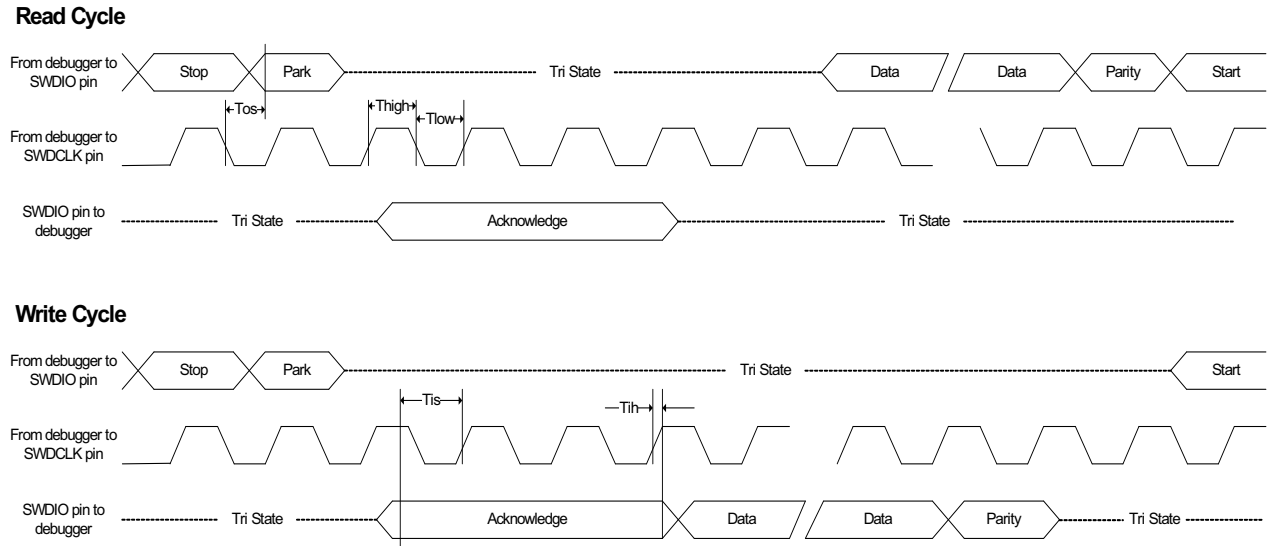 Read Cycle
From debugger to
SWDIO pin
Stop
Park
Tri State
Data
Data
Parity
Start
Tos
Thigh
Tlow
From debugger to
SWDCLK pin
SWDIO pin to
debugger
Tri State
Acknowledge
Tri State
Write Cycle
From debugger to
SWDIO pin
Stop
Park
Tri State
Start
Tis
Tih
From debugger to
SWDCLK pin
SWDIO pin to
debugger
Tri State
Acknowledge
Data
Data
Parity
Tri State